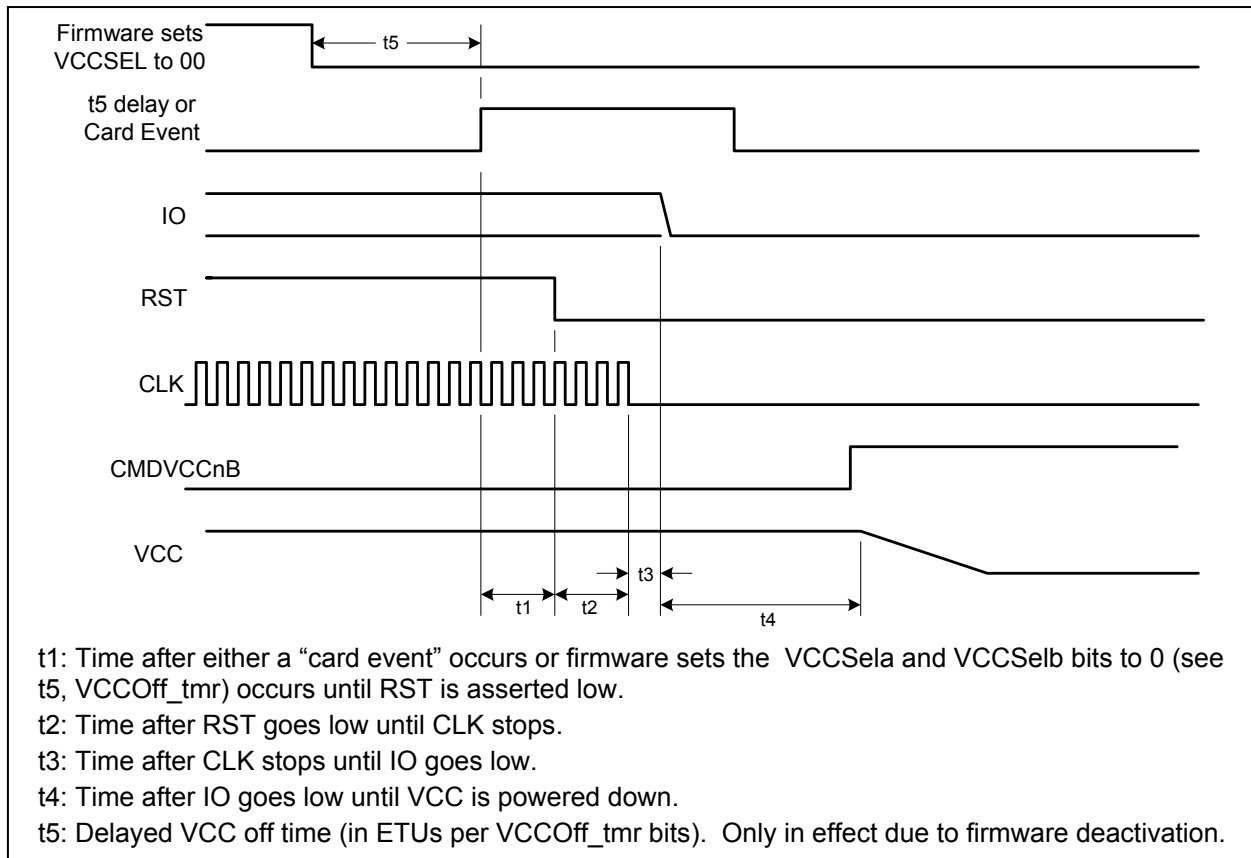 Firmware sets
VCCSEL to 00
t5
t5 delay or
Card Event
IO
RST
CLK
CMDVCCnB
VCC
t3
t1
t2
t4
t1: Time after either a “card event” occurs or firmware sets the VCCSela and VCCSelb bits to 0 (see
t5, VCCOff_tmr) occurs until RST is asserted low.
t2: Time after RST goes low until CLK stops.
t3: Time after CLK stops until IO goes low.
t4: Time after IO goes low until VCC is powered down.
t5: Delayed VCC off time (in ETUs per VCCOff_tmr bits). Only in effect due to firmware deactivation.